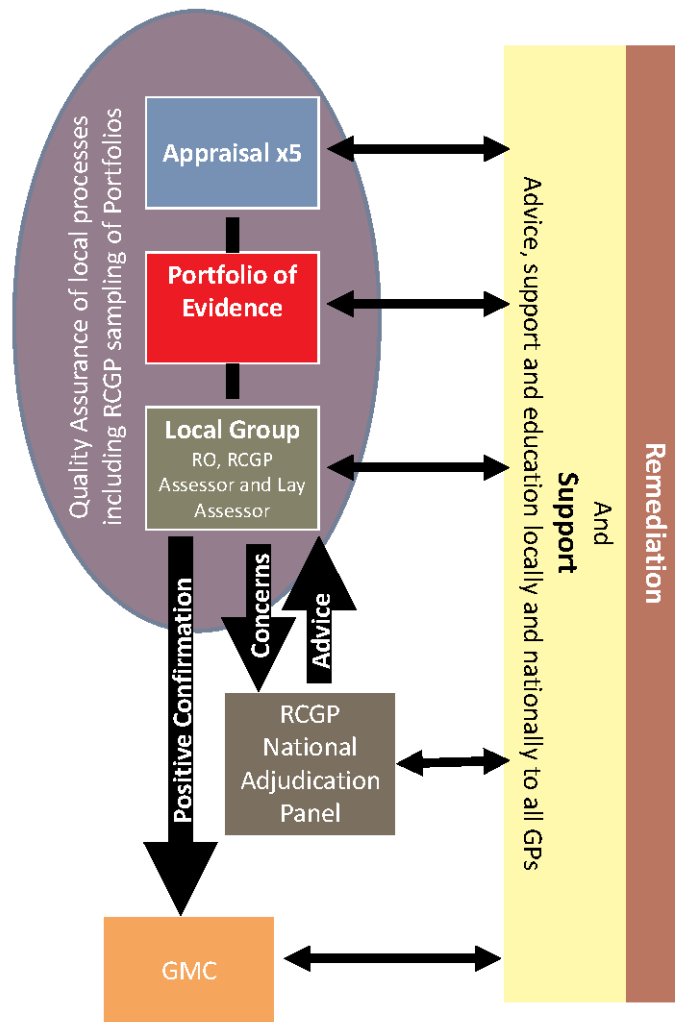 Quality Assurance of local processes
including RCGP sampling of Portfolios
Appraisal x5
Portfolio of
Evidence
Local Group
RO, RCGP
Assessor and Lay
Assessor
Positive Confirmation
Concerns
Advice
RCGP
National
Adjudication
Panel
GMC
Remediation
And
Support
Advice, support and education locally and nationally to all GPs